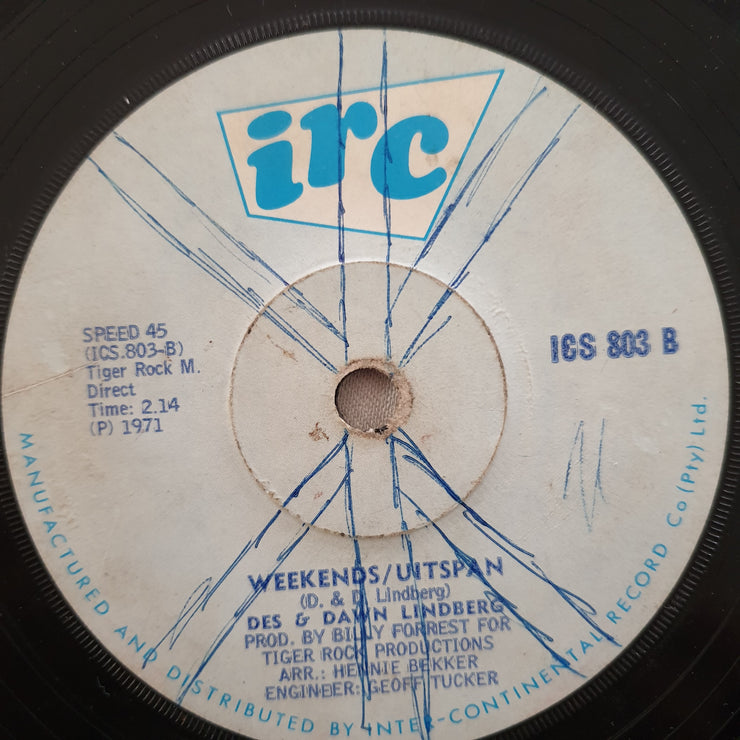 irc
SPEED 45
(ICS.803-B)
Tiger Rock M.
Direct
Time: 2.14
(P) 1971
ICS 803 B
WEEKENDS/UITSPAN
(D. & D. Lindberg)
DES & DAWN LINDBERG
PROD. BY BILLY FORREST FOR
TIGER ROCK PRODUCTIONS
ARR.: HENNIE BEKKER
ENGINEER: GEOFF TUCKER
MANUFACTURED AND DISTRIBUTED BY INTER-CONTINENTAL RECORD Co (Pty) Ltd.